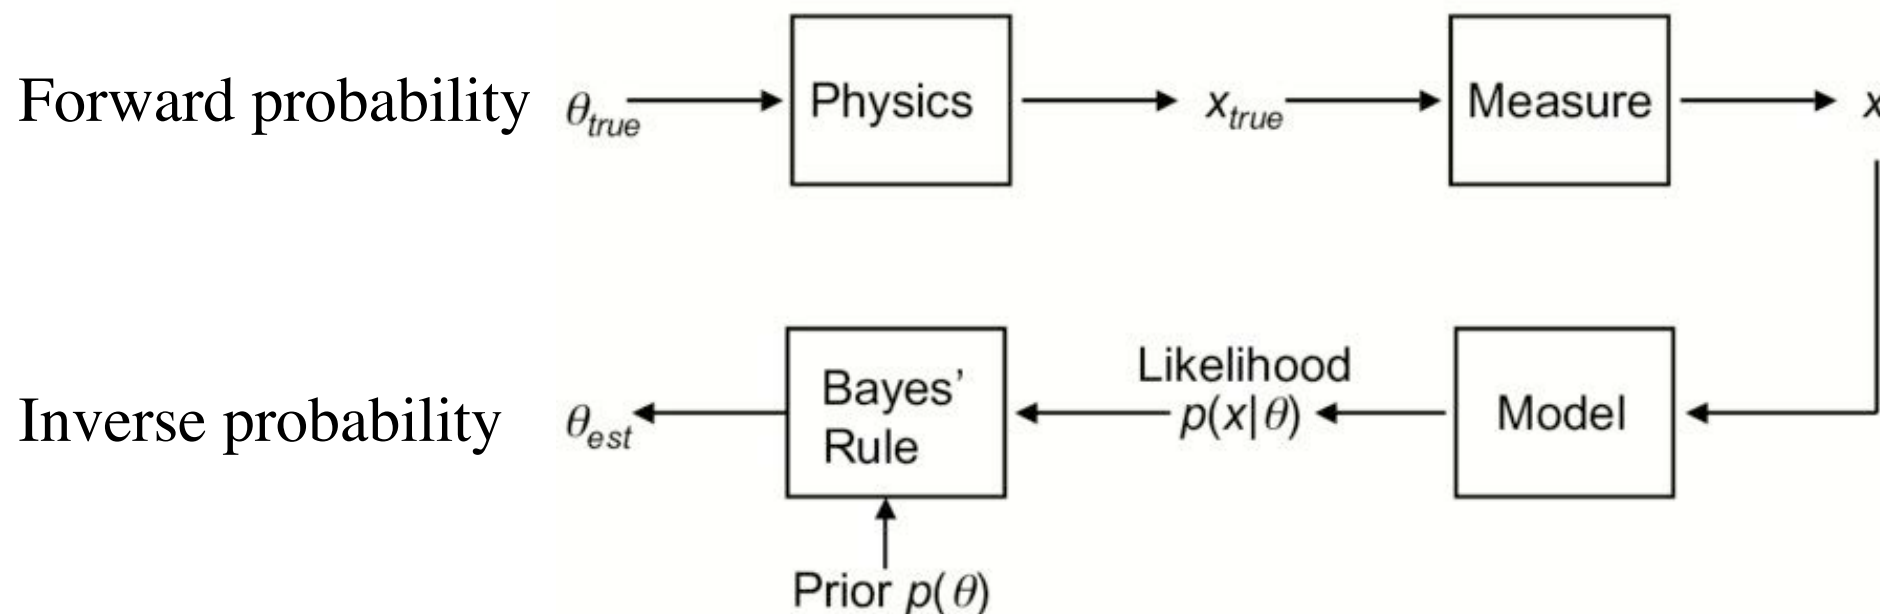 Forward probability θtrue Physics xtrue Measure x
Likelihood
Inverse probability θest Bayes’ Rule p(x|θ) Model
Prior p(θ)